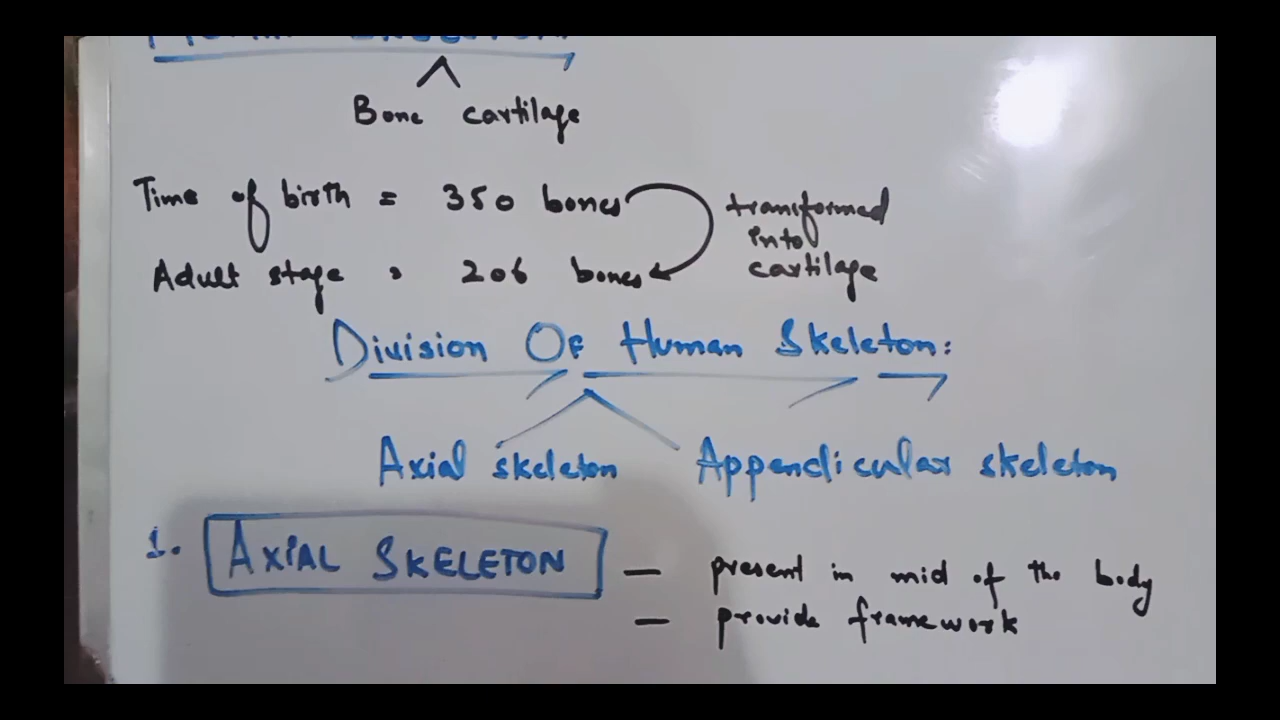 Bone cartilage
Time of birth = 350 bones
transformed
into
cartilage
Adult stage = 206 bones
Division Of Human Skeleton:
Axial skeleton Appendicular skeleton
1. AXIAL SKELETON
— present in mid of the body
— provide framework